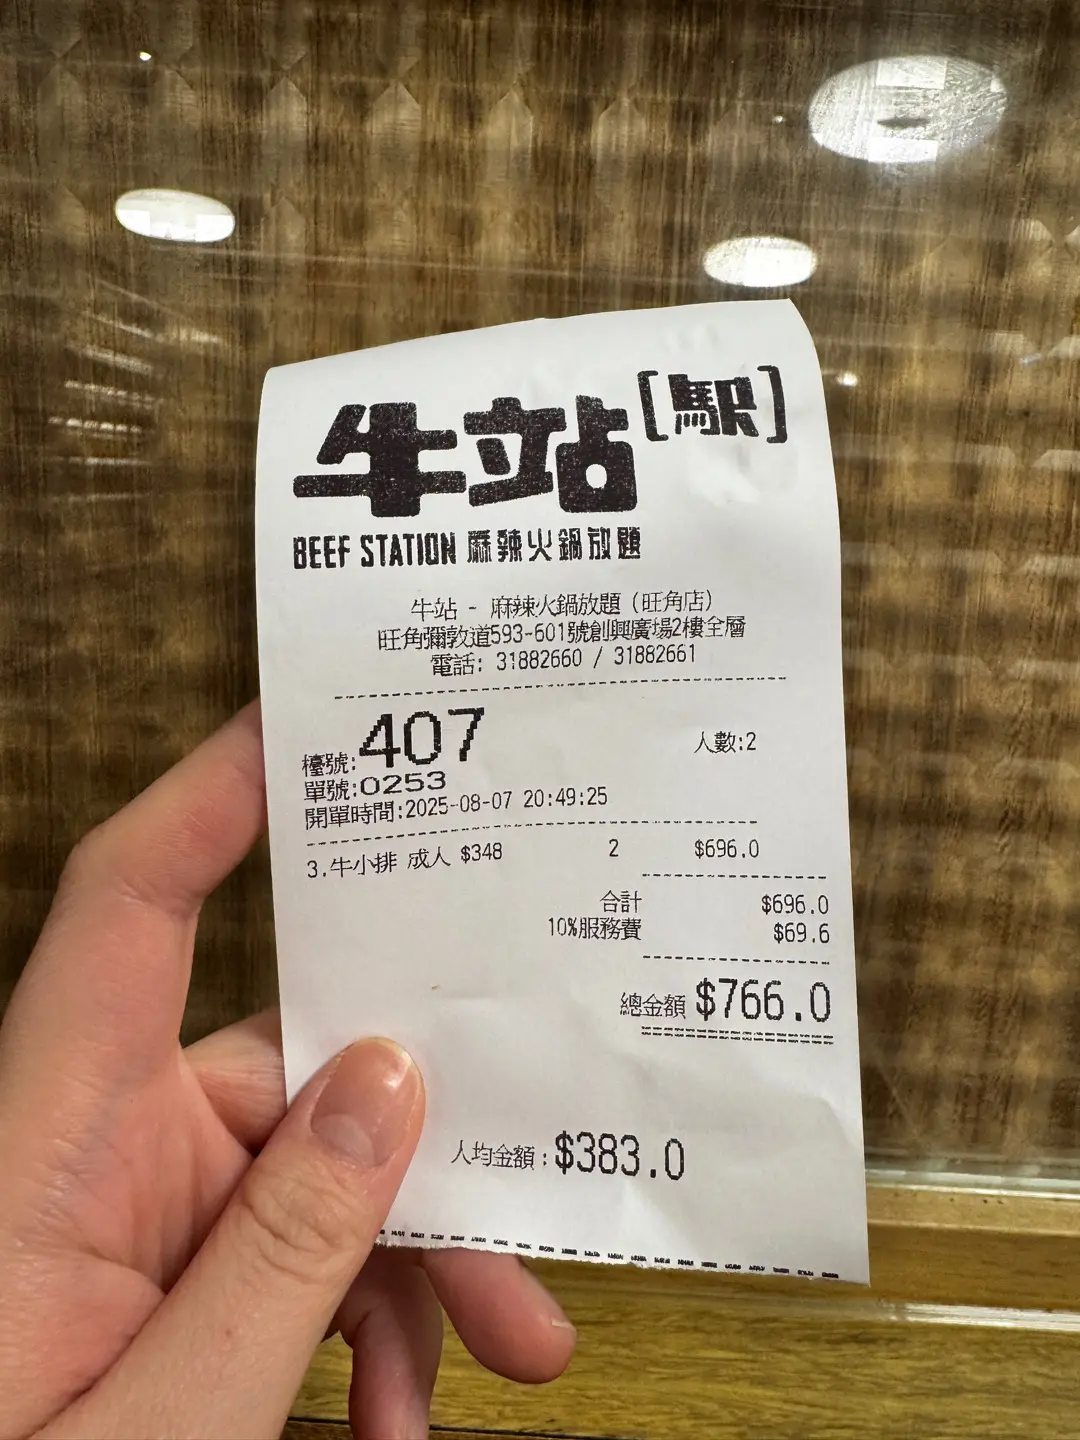 牛站[駅]
BEEF STATION 麻辣火鍋放題
牛站 - 麻辣火鍋放題 (旺角店)
旺角彌敦道593-601號創興廣場2樓全層
電話: 31882660 / 31882661
檯號:407 人數:2
單號:0253
開單時間:2025-08-07 20:49:25
3.牛小排 成人 $348 2 $696.0
合計 $696.0
10%服務費 $69.6
總金額 $766.0
人均金額:$383.0